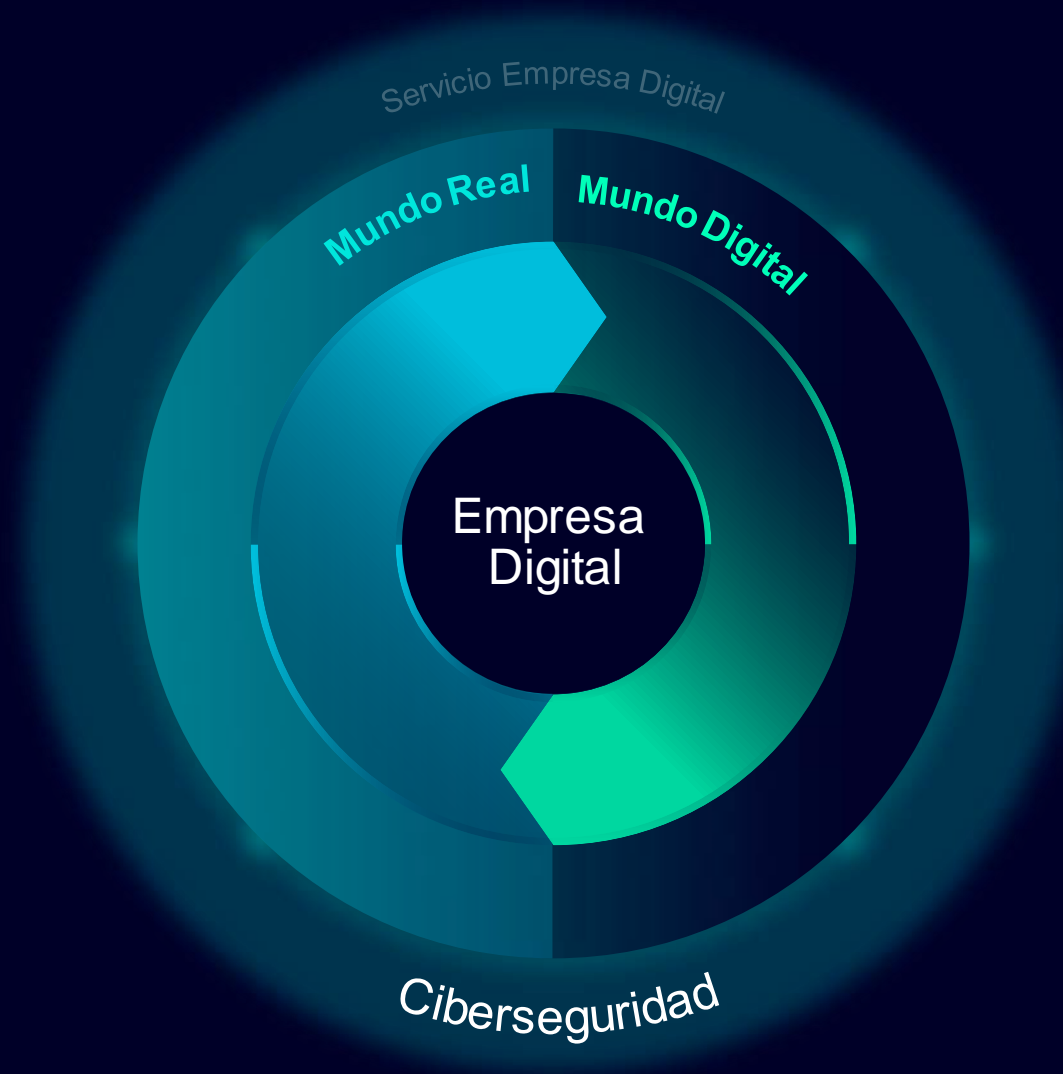 Servicio Empresa Digital
Mundo Real
Mundo Digital
Empresa
Digital
Ciberseguridad